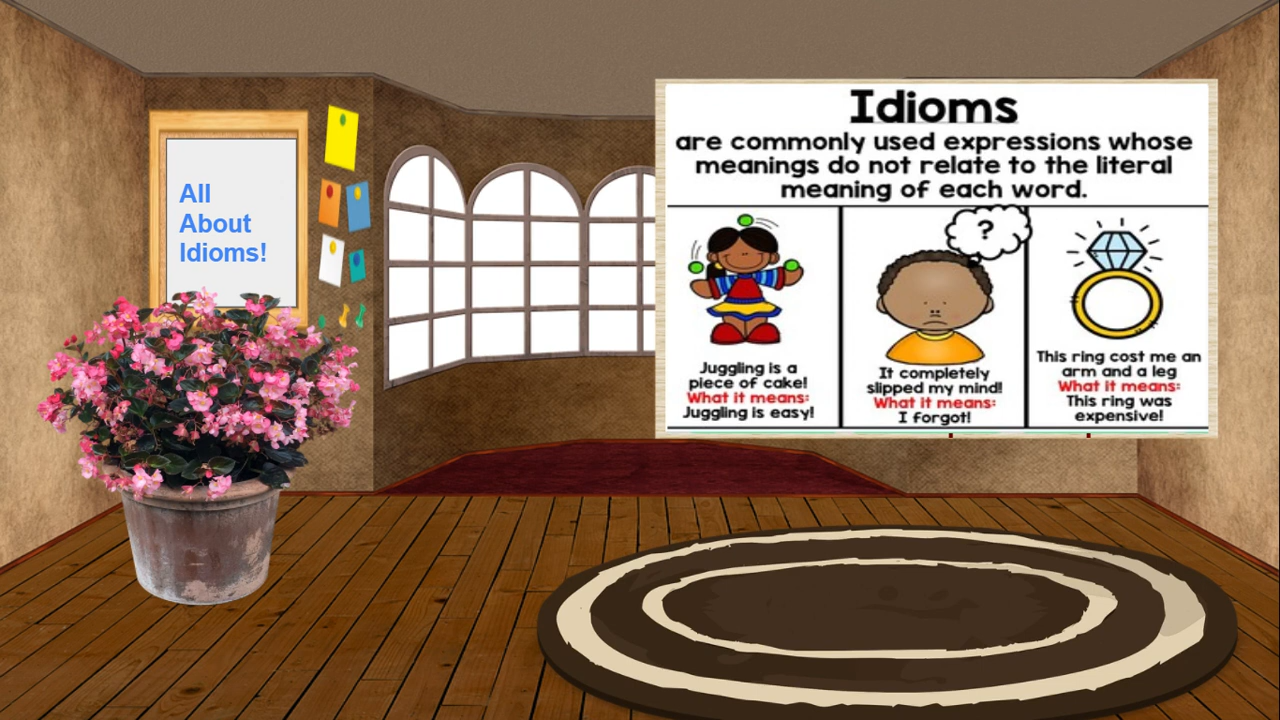 All
About
Idioms!
Idioms
are commonly used expressions whose
meanings do not relate to the literal
meaning of each word.
?
Juggling is a
piece of cake!
What it means:
Juggling is easy!
It completely
slipped my mind!
What it means:
I forgot!
This ring cost me an
arm and a leg
What it means:
This ring was
expensive!